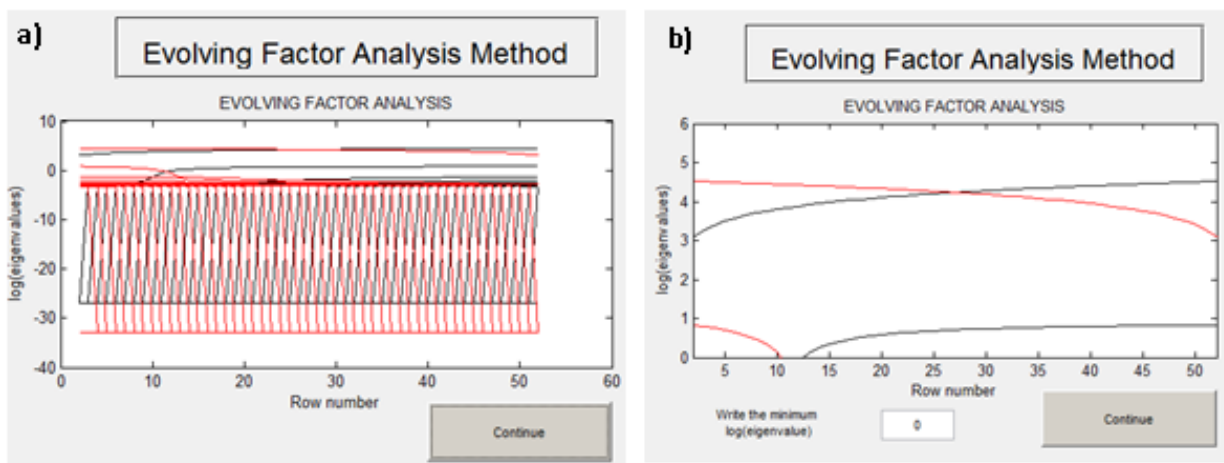 a)
Evolving Factor Analysis Method
EVOLVING FACTOR ANALYSIS
log(eigenvalues)
10
0
-10
-20
-30
-40
0 10 20 30 40 50 60
Row number
Continue
b)
Evolving Factor Analysis Method
EVOLVING FACTOR ANALYSIS
log(eigenvalues)
6
5
4
3
2
1
0
5 10 15 20 25 30 35 40 45 50
Row number
Write the minimum
log(eigenvalue)
0
Continue